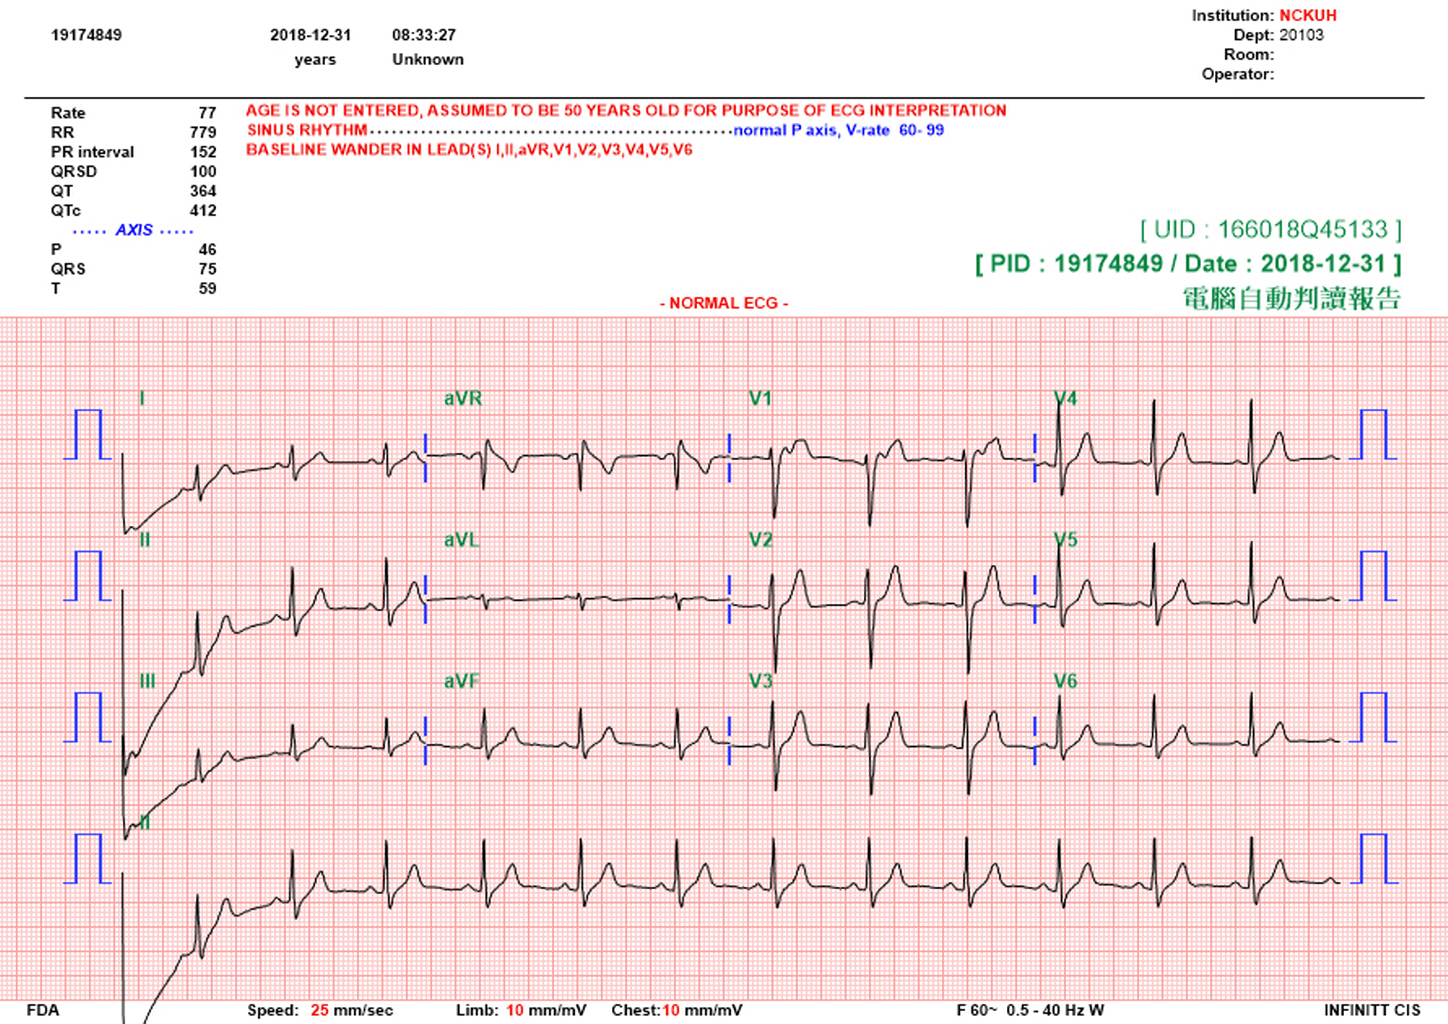 Institution: NCKUH
19174849 2018-12-31 08:33:27 Dept: 20103
years Unknown Room:
Operator:
Rate 77 AGE IS NOT ENTERED, ASSUMED TO BE 50 YEARS OLD FOR PURPOSE OF ECG INTERPRETATION
RR 779 SINUS RHYTHM..................................................normal P axis, V-rate 60- 99
PR interval 152 BASELINE WANDER IN LEAD(S) I,II,aVR,V1,V2,V3,V4,V5,V6
QRSD 100
QT 364
QTc 412
..... AXIS .....
P 46
QRS 75
T 59
[ UID : 166018Q45133 ]
[ PID : 19174849 / Date : 2018-12-31 ]
電腦自動判讀報告
- NORMAL ECG -
I aVR V1 V4
II aVL V2 V5
III aVF V3 V6
II
FDA Speed: 25 mm/sec Limb: 10 mm/mV Chest:10 mm/mV F 60~ 0.5 - 40 Hz W INFINITT CIS